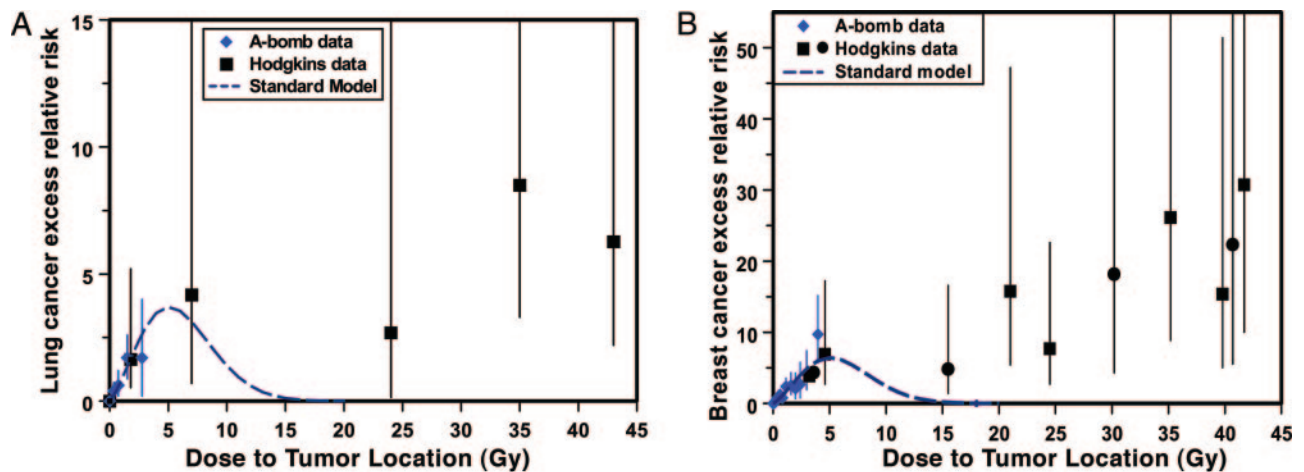 A
Lung cancer excess relative risk
15
10
5
0
A-bomb data
Hodgkins data
Standard Model
0 5 10 15 20 25 30 35 40 45
Dose to Tumor Location (Gy)
B
Breast cancer excess relative risk
50
40
30
20
10
0
A-bomb data
Hodgkins data
Standard model
0 5 10 15 20 25 30 35 40 45
Dose to Tumor Location (Gy)